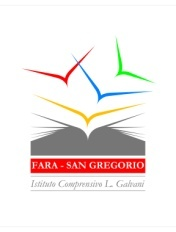 FARA - SAN GREGORIO
Istituto Comprensivo L. Galvani